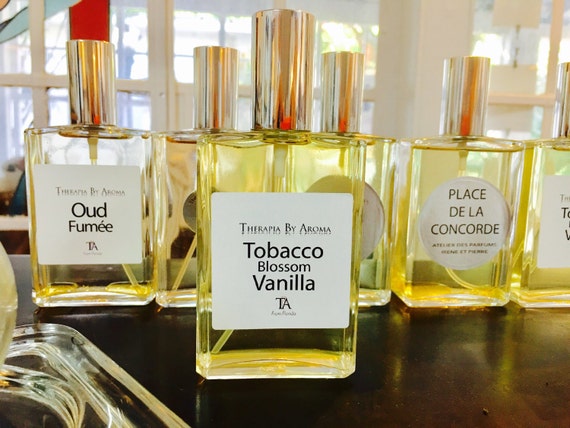 THERAPIA BY AROMA
Oud
Fumée
TA
THERAPIA BY AROMA
Tobacco
Blossom
Vanilla
TA
PLACE
DE LA
CONCORDE
ATELIER DES PARFUMS
IRENE ET PIERRE